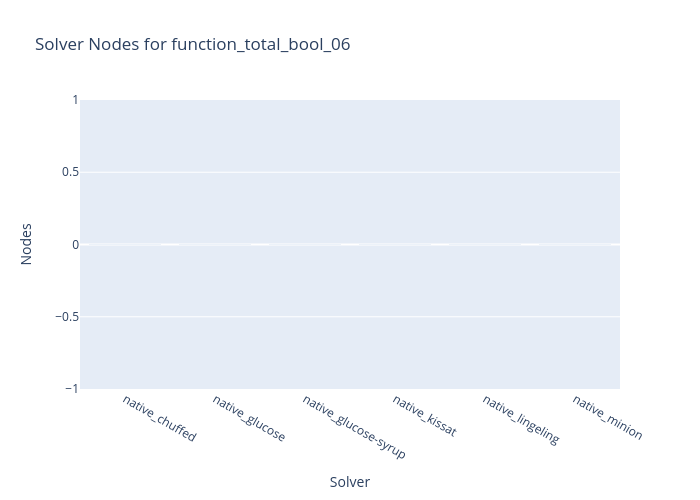 Solver Nodes for function_total_bool_06
1
0.5
0
−0.5
−1
Nodes
native_chuffed
native_glucose
native_glucose-syrup
native_kissat
native_lingeling
native_minion
Solver